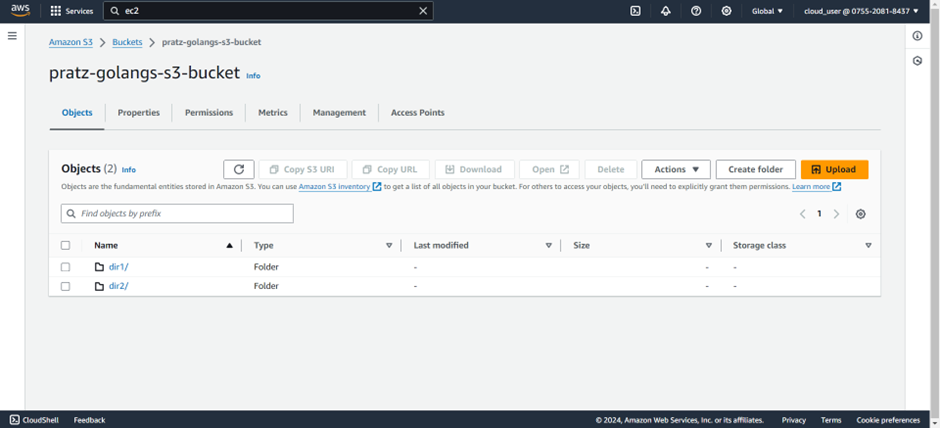 aws Services ec2 Global cloud_user @ 0755-2081-8437
Amazon S3 Buckets pratz-golangs-s3-bucket
pratz-golangs-s3-bucket Info
Objects Properties Permissions Metrics Management Access Points
Objects (2) Info Copy S3 URI Copy URL Download Open Delete Actions Create folder Upload
Objects are the fundamental entities stored in Amazon S3. You can use Amazon S3 inventory to get a list of all objects in your bucket. For others to access your objects, you'll need to explicitly grant them permissions. Learn more
Find objects by prefix 1
Name Type Last modified Size Storage class
dir1/ Folder - - -
dir2/ Folder - - -
CloudShell Feedback © 2024, Amazon Web Services, Inc. or its affiliates. Privacy Terms Cookie preferences